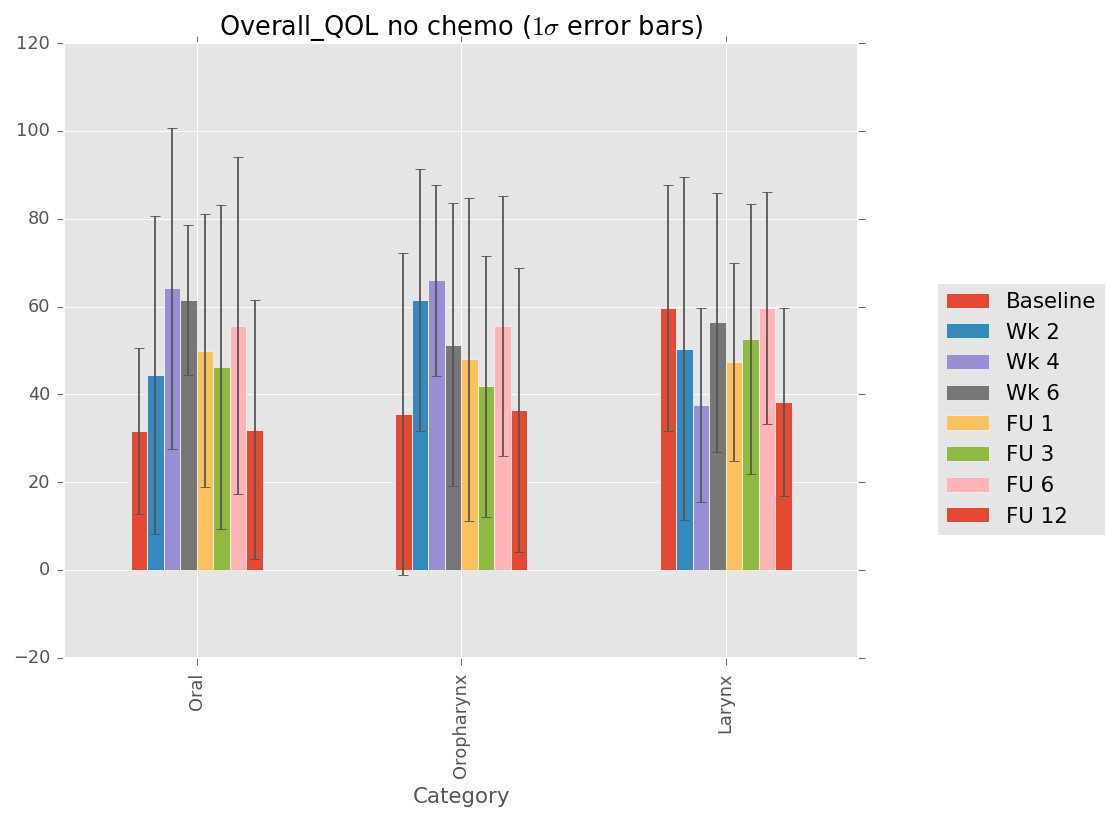 Overall_QOL no chemo (1σ error bars)
120
100
80
60
40
20
0
−20
Oral
Oropharynx
Larynx
Category
Baseline
Wk 2
Wk 4
Wk 6
FU 1
FU 3
FU 6
FU 12